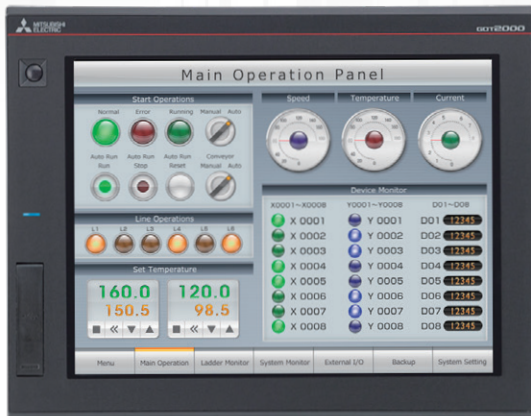 MITSUBISHI ELECTRIC
GOT2000
Main Operation Panel
Start Operations
Normal Error Running Manual Auto
Auto Run Run Auto Run Stop Auto Run Reset Conveyor Manual Auto
Line Operations
L1 L2 L3 L4 L5 L6
Set Temperature
160.0 120.0
150.5 98.5
Speed Temperature Current
Device Monitor
X0001~X0008 Y0001~Y0008 D01~D08
X 0001 Y 0001 D01 12345
X 0002 Y 0002 D02 12345
X 0003 Y 0003 D03 12345
X 0004 Y 0004 D04 12345
X 0005 Y 0005 D05 12345
X 0006 Y 0006 D06 12345
X 0007 Y 0007 D07 12345
X 0008 Y 0008 D08 12345
Menu Main Operation Ladder Monitor System Monitor External I/O Backup System Setting